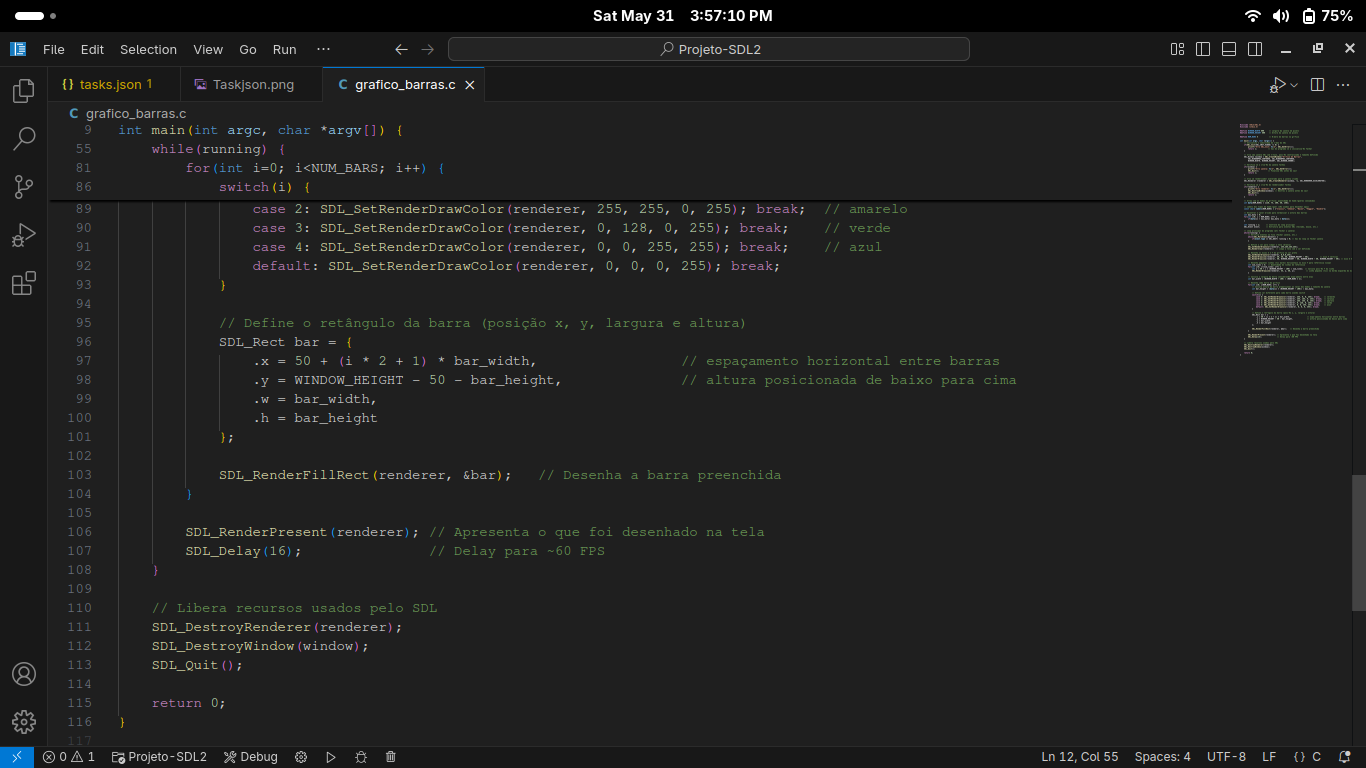 Sat May 31 3:57:10 PM
75%
File Edit Selection View Go Run ···
Projeto-SDL2
{} tasks.json 1
Taskjson.png
C grafico_barras.c
C grafico_barras.c
9 int main(int argc, char *argv[]) {
55 while(running) {
81 for(int i=0; i<NUM_BARS; i++) {
86 switch(i) {
89 case 2: SDL_SetRenderDrawColor(renderer, 255, 255, 0, 255); break; // amarelo
90 case 3: SDL_SetRenderDrawColor(renderer, 0, 128, 0, 255); break; // verde
91 case 4: SDL_SetRenderDrawColor(renderer, 0, 0, 255, 255); break; // azul
92 default: SDL_SetRenderDrawColor(renderer, 0, 0, 0, 255); break;
93 }
94
95 // Define o retângulo da barra (posição x, y, largura e altura)
96 SDL_Rect bar = {
97 .x = 50 + (i * 2 + 1) * bar_width, // espaçamento horizontal entre barras
98 .y = WINDOW_HEIGHT - 50 - bar_height, // altura posicionada de baixo para cima
99 .w = bar_width,
100 .h = bar_height
101 };
102
103 SDL_RenderFillRect(renderer, &bar); // Desenha a barra preenchida
104 }
105
106 SDL_RenderPresent(renderer); // Apresenta o que foi desenhado na tela
107 SDL_Delay(16); // Delay para ~60 FPS
108 }
109
110 // Libera recursos usados pelo SDL
111 SDL_DestroyRenderer(renderer);
112 SDL_DestroyWindow(window);
113 SDL_Quit();
114
115 return 0;
116 }
117
0 1 Projeto-SDL2 Debug Ln 12, Col 55 Spaces: 4 UTF-8 LF {} C